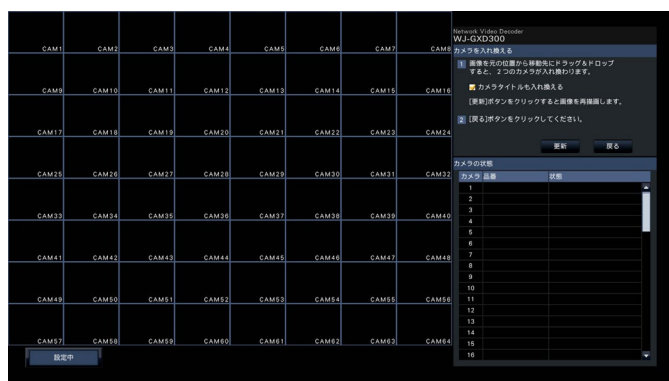 CAM1 CAM2 CAM3 CAM4 CAM5 CAM6 CAM7 CAM8
CAM9 CAM10 CAM11 CAM12 CAM13 CAM14 CAM15 CAM16
CAM17 CAM18 CAM19 CAM20 CAM21 CAM22 CAM23 CAM24
CAM25 CAM26 CAM27 CAM28 CAM29 CAM30 CAM31 CAM32
CAM33 CAM34 CAM35 CAM36 CAM37 CAM38 CAM39 CAM40
CAM41 CAM42 CAM43 CAM44 CAM45 CAM46 CAM47 CAM48
CAM49 CAM50 CAM51 CAM52 CAM53 CAM54 CAM55 CAM56
CAM57 CAM58 CAM59 CAM60 CAM61 CAM62 CAM63 CAM64
設定中
Network Video Decoder
WJ-GXD300
カメラを入れ換える
1 画像を元の位置から移動先にドラッグ&ドロップ
すると、2つのカメラが入れ換わります。
カメラタイトルも入れ換える
[更新]ボタンをクリックすると画像を再描画します。
2 [戻る]ボタンをクリックしてください。
更新 戻る
カメラの状態
カメラ 品番 状態
1
2
3
4
5
6
7
8
9
10
11
12
13
14
15
16